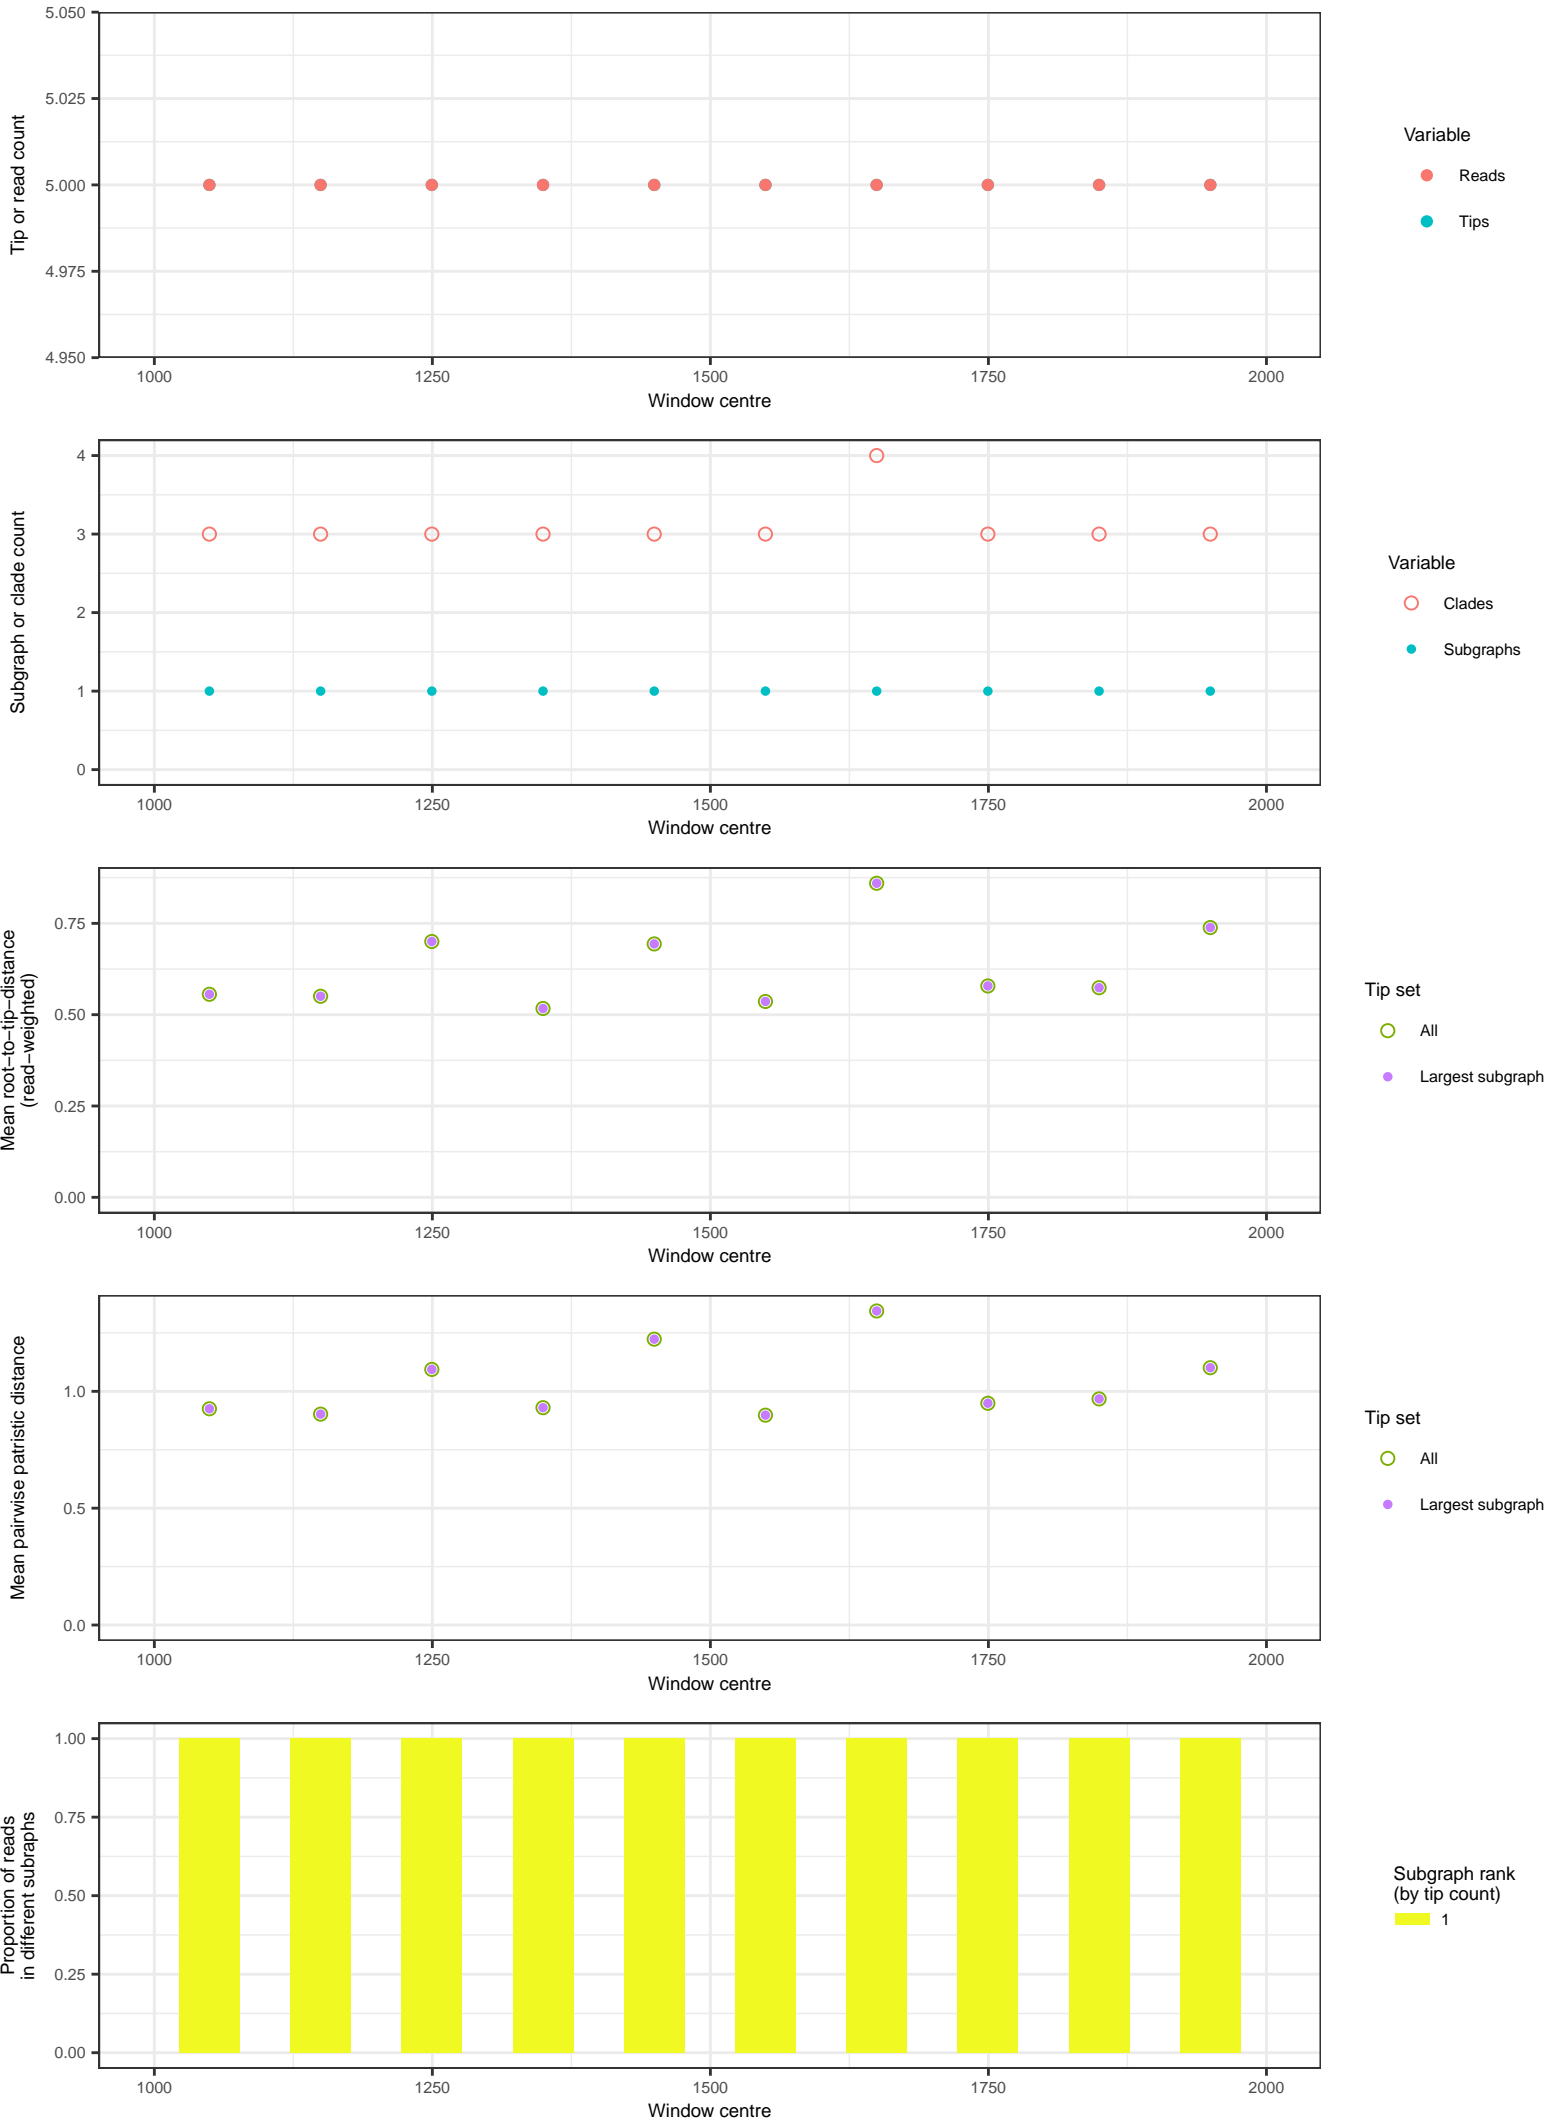 5.050
5.025
5.000
4.975
4.950
Tip or read count
1000 1250 1500 1750 2000
Window centre
Variable
Reads
Tips
4
3
2
1
0
Subgraph or clade count
1000 1250 1500 1750 2000
Window centre
Variable
Clades
Subgraphs
0.75
0.50
0.25
0.00
Mean root−to−tip−distance
(read−weighted)
1000 1250 1500 1750 2000
Window centre
Tip set
All
Largest subgraph
1.0
0.5
0.0
Mean pairwise patristic distance
1000 1250 1500 1750 2000
Window centre
Tip set
All
Largest subgraph
1.00
0.75
0.50
0.25
0.00
Proportion of reads
in different subraphs
1000 1250 1500 1750 2000
Window centre
Subgraph rank
(by tip count)
1